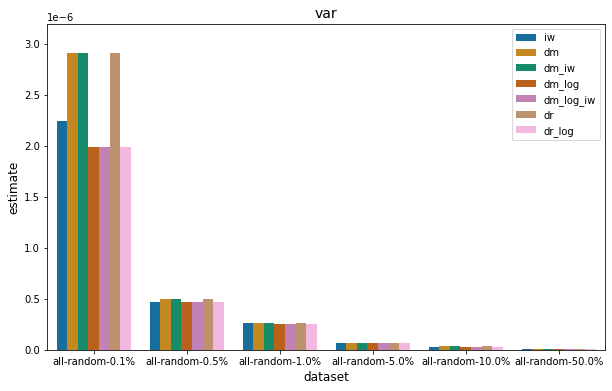 var
1e−6
3.0
2.5
2.0
1.5
1.0
0.5
0.0
estimate
iw
dm
dm_iw
dm_log
dm_log_iw
dr
dr_log
all-random-0.1% all-random-0.5% all-random-1.0% all-random-5.0% all-random-10.0% all-random-50.0%
dataset